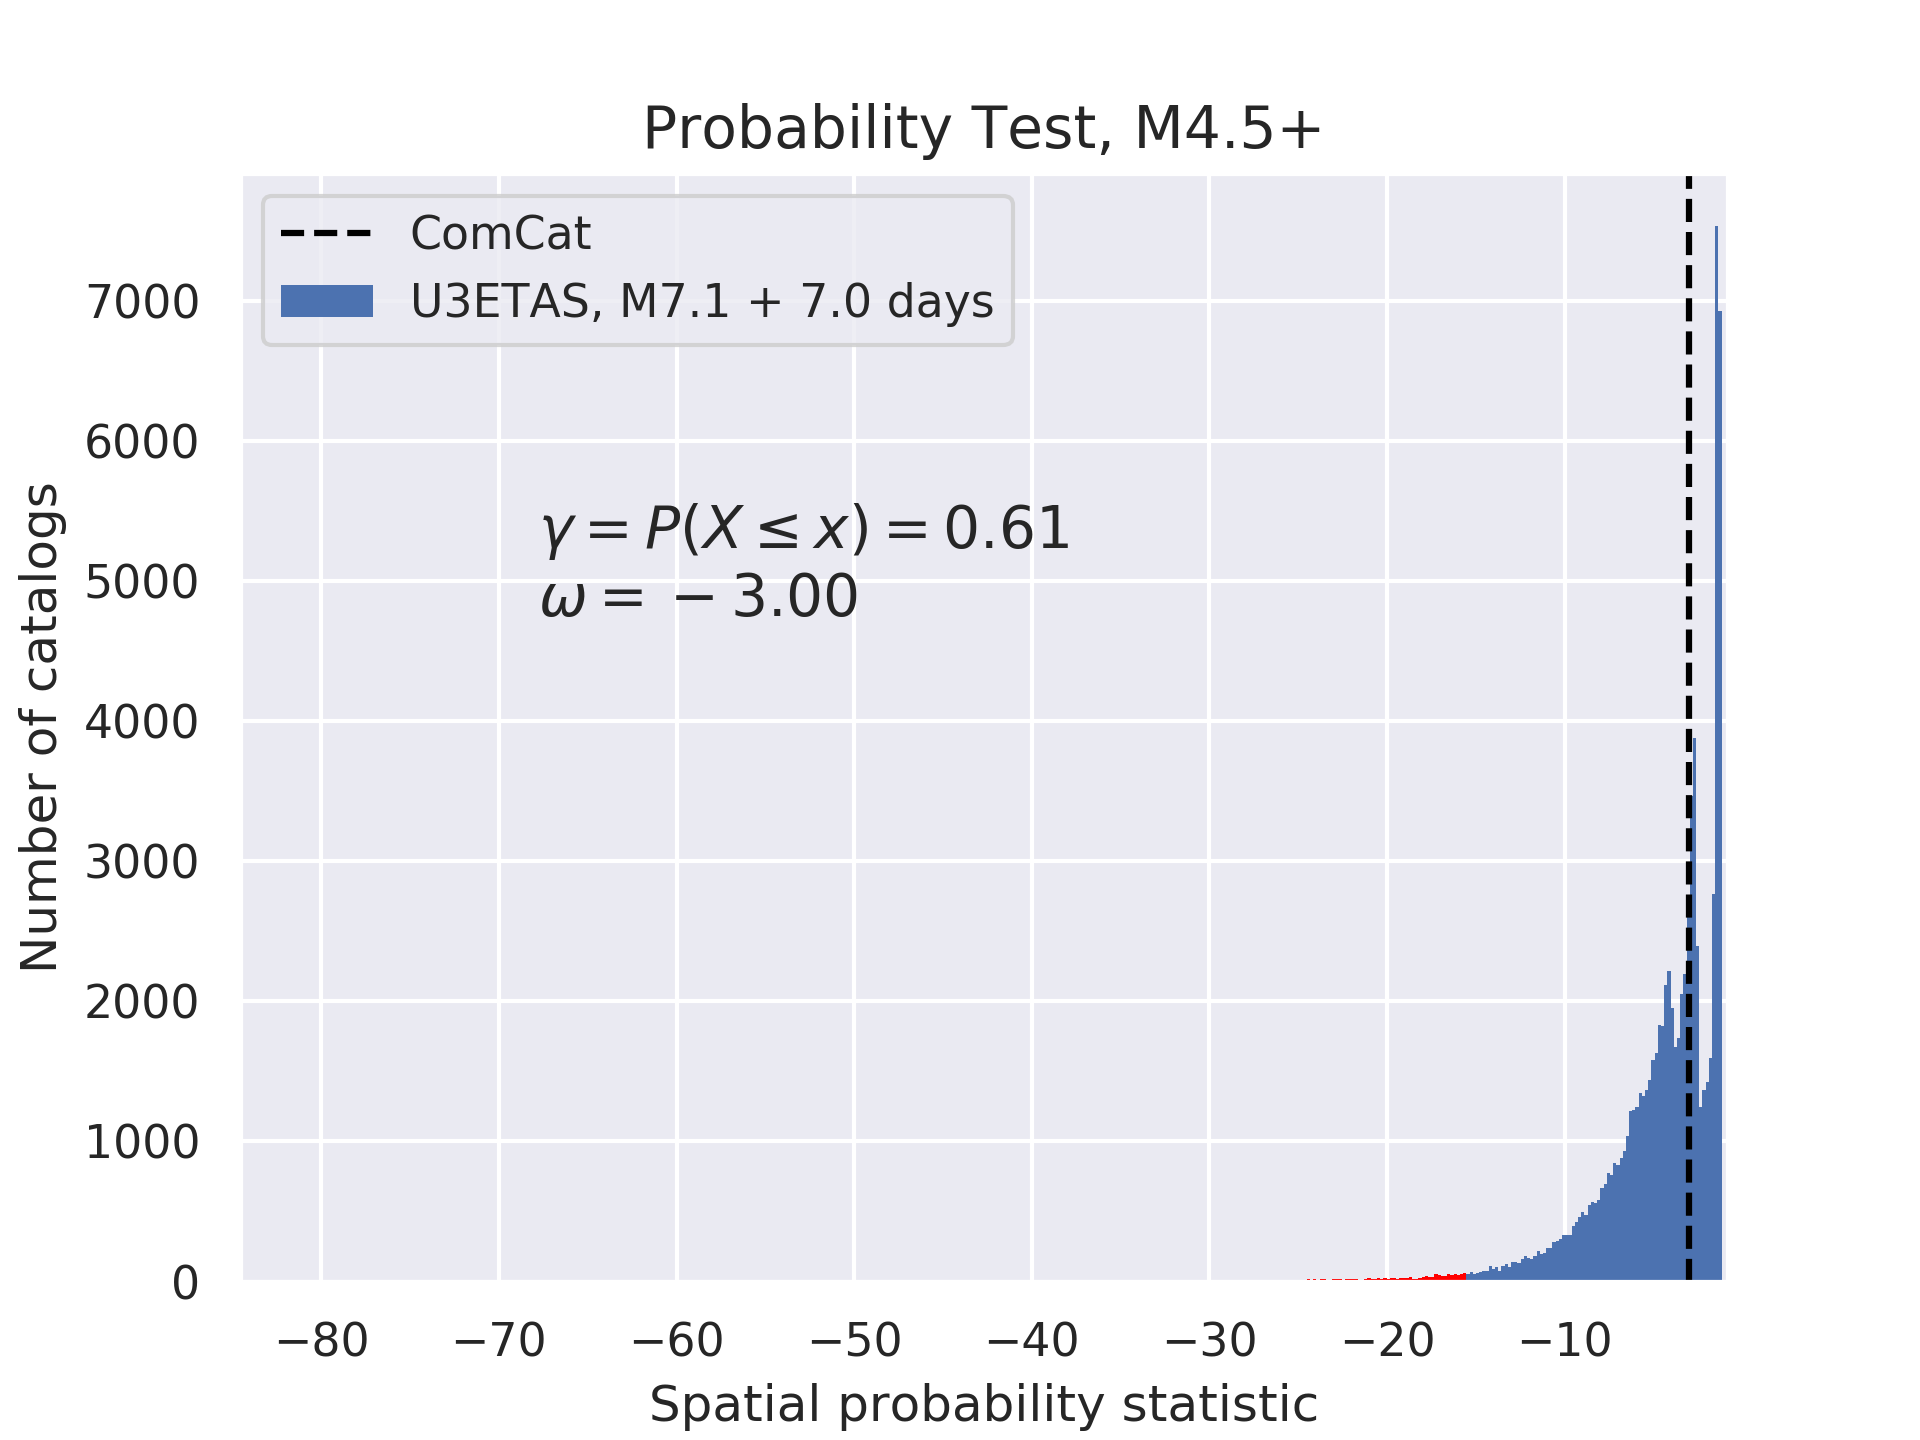 Probability Test, M4.5+
ComCat
U3ETAS, M7.1 + 7.0 days
γ = P(X ≤ x) = 0.61
ω = − 3.00
Number of catalogs
7000
6000
5000
4000
3000
2000
1000
0
−80 −70 −60 −50 −40 −30 −20 −10
Spatial probability statistic